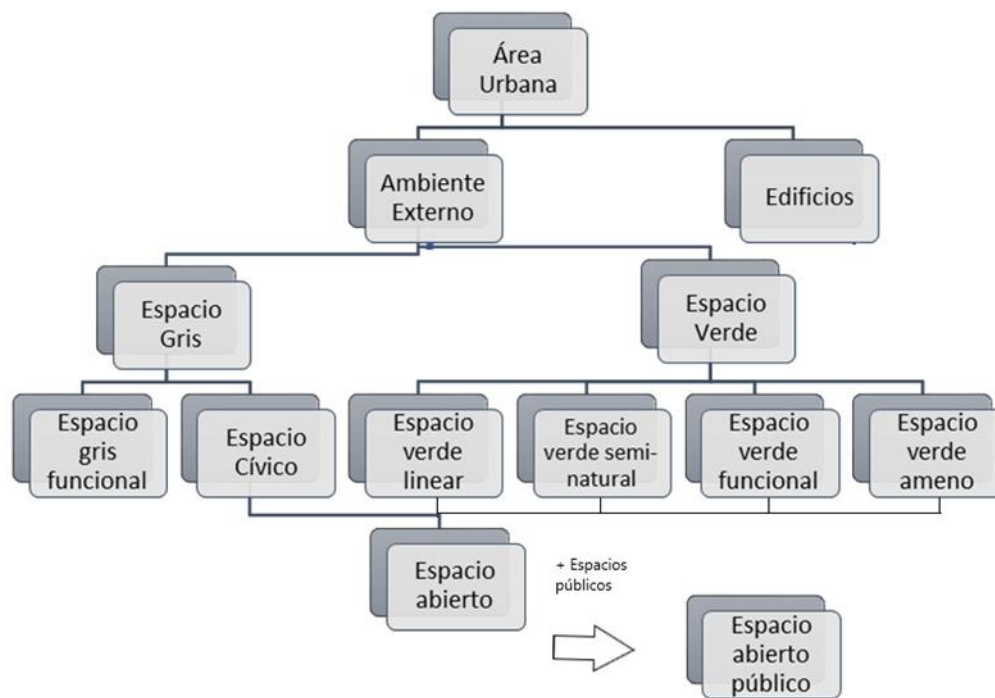 Área
Urbana
Ambiente
Externo
Edificios
Espacio
Gris
Espacio
Verde
Espacio
gris
funcional
Espacio
Cívico
Espacio
verde
linear
Espacio
verde semi-
natural
Espacio
verde
funcional
Espacio
verde
ameno
Espacio
abierto
+ Espacios
públicos
Espacio
abierto
público